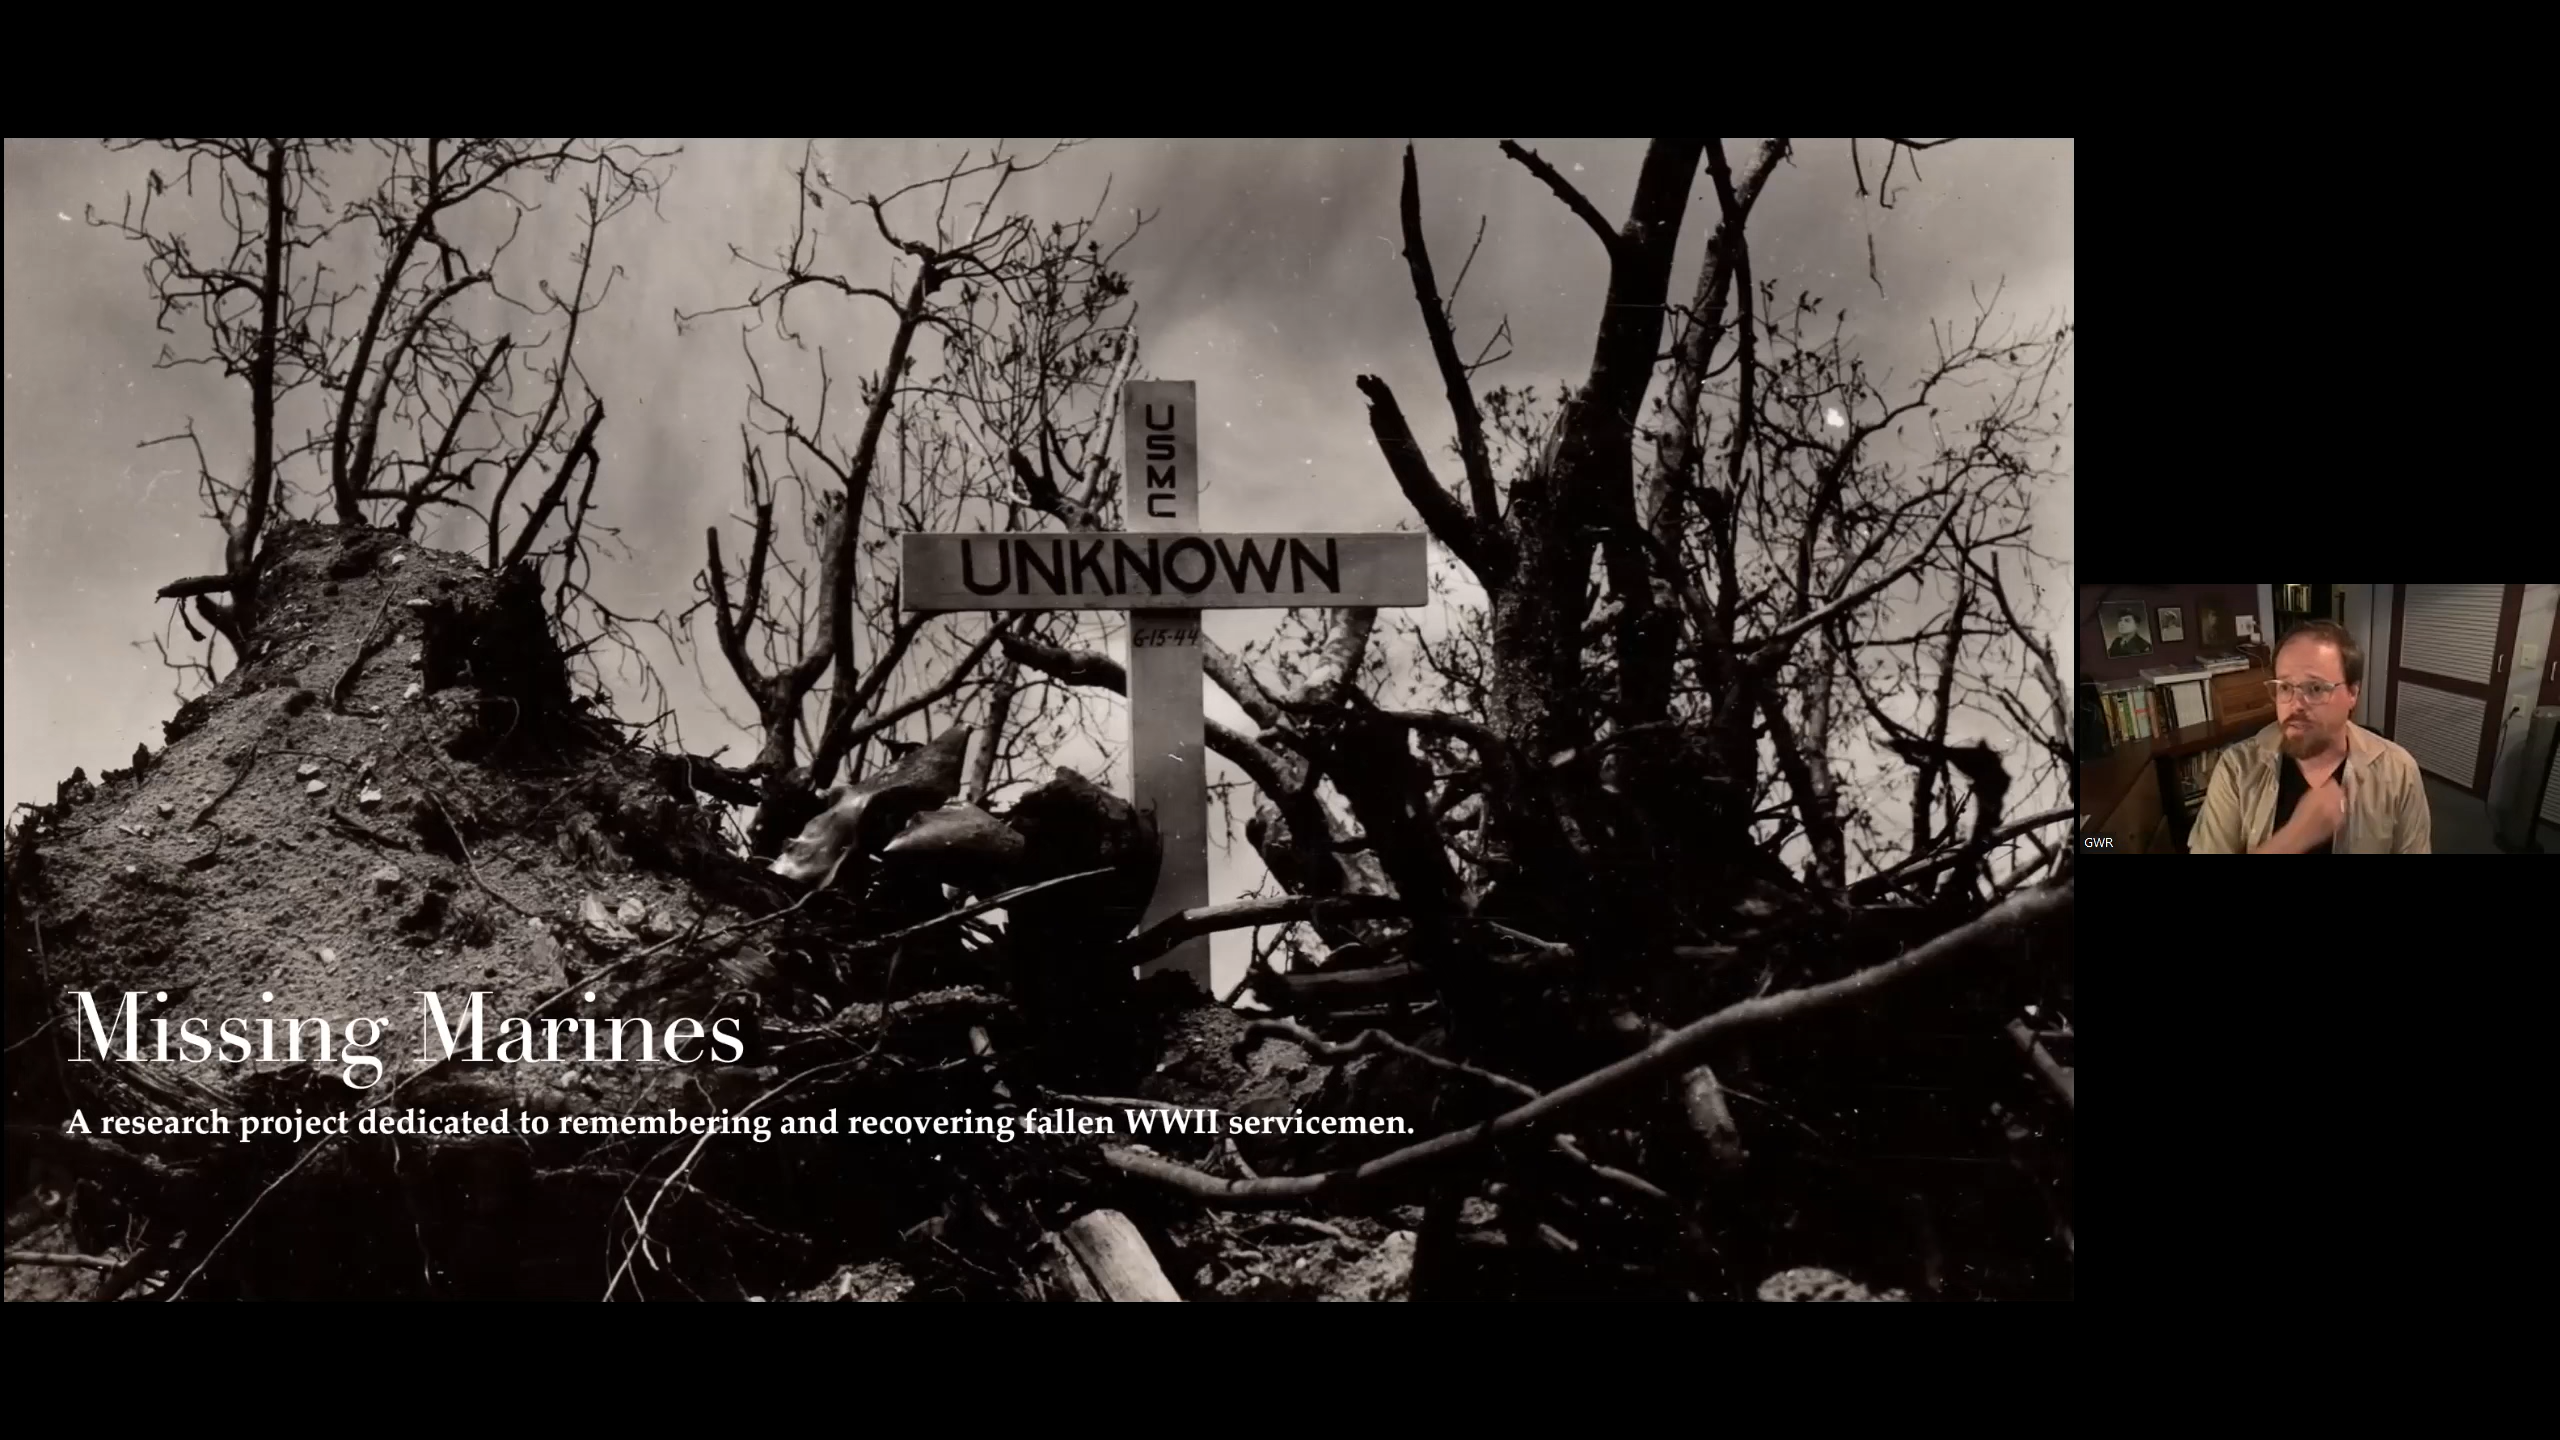 USMC
UNKNOWN
6-15-44
Missing Marines
A research project dedicated to remembering and recovering fallen WWII servicemen.
GWR